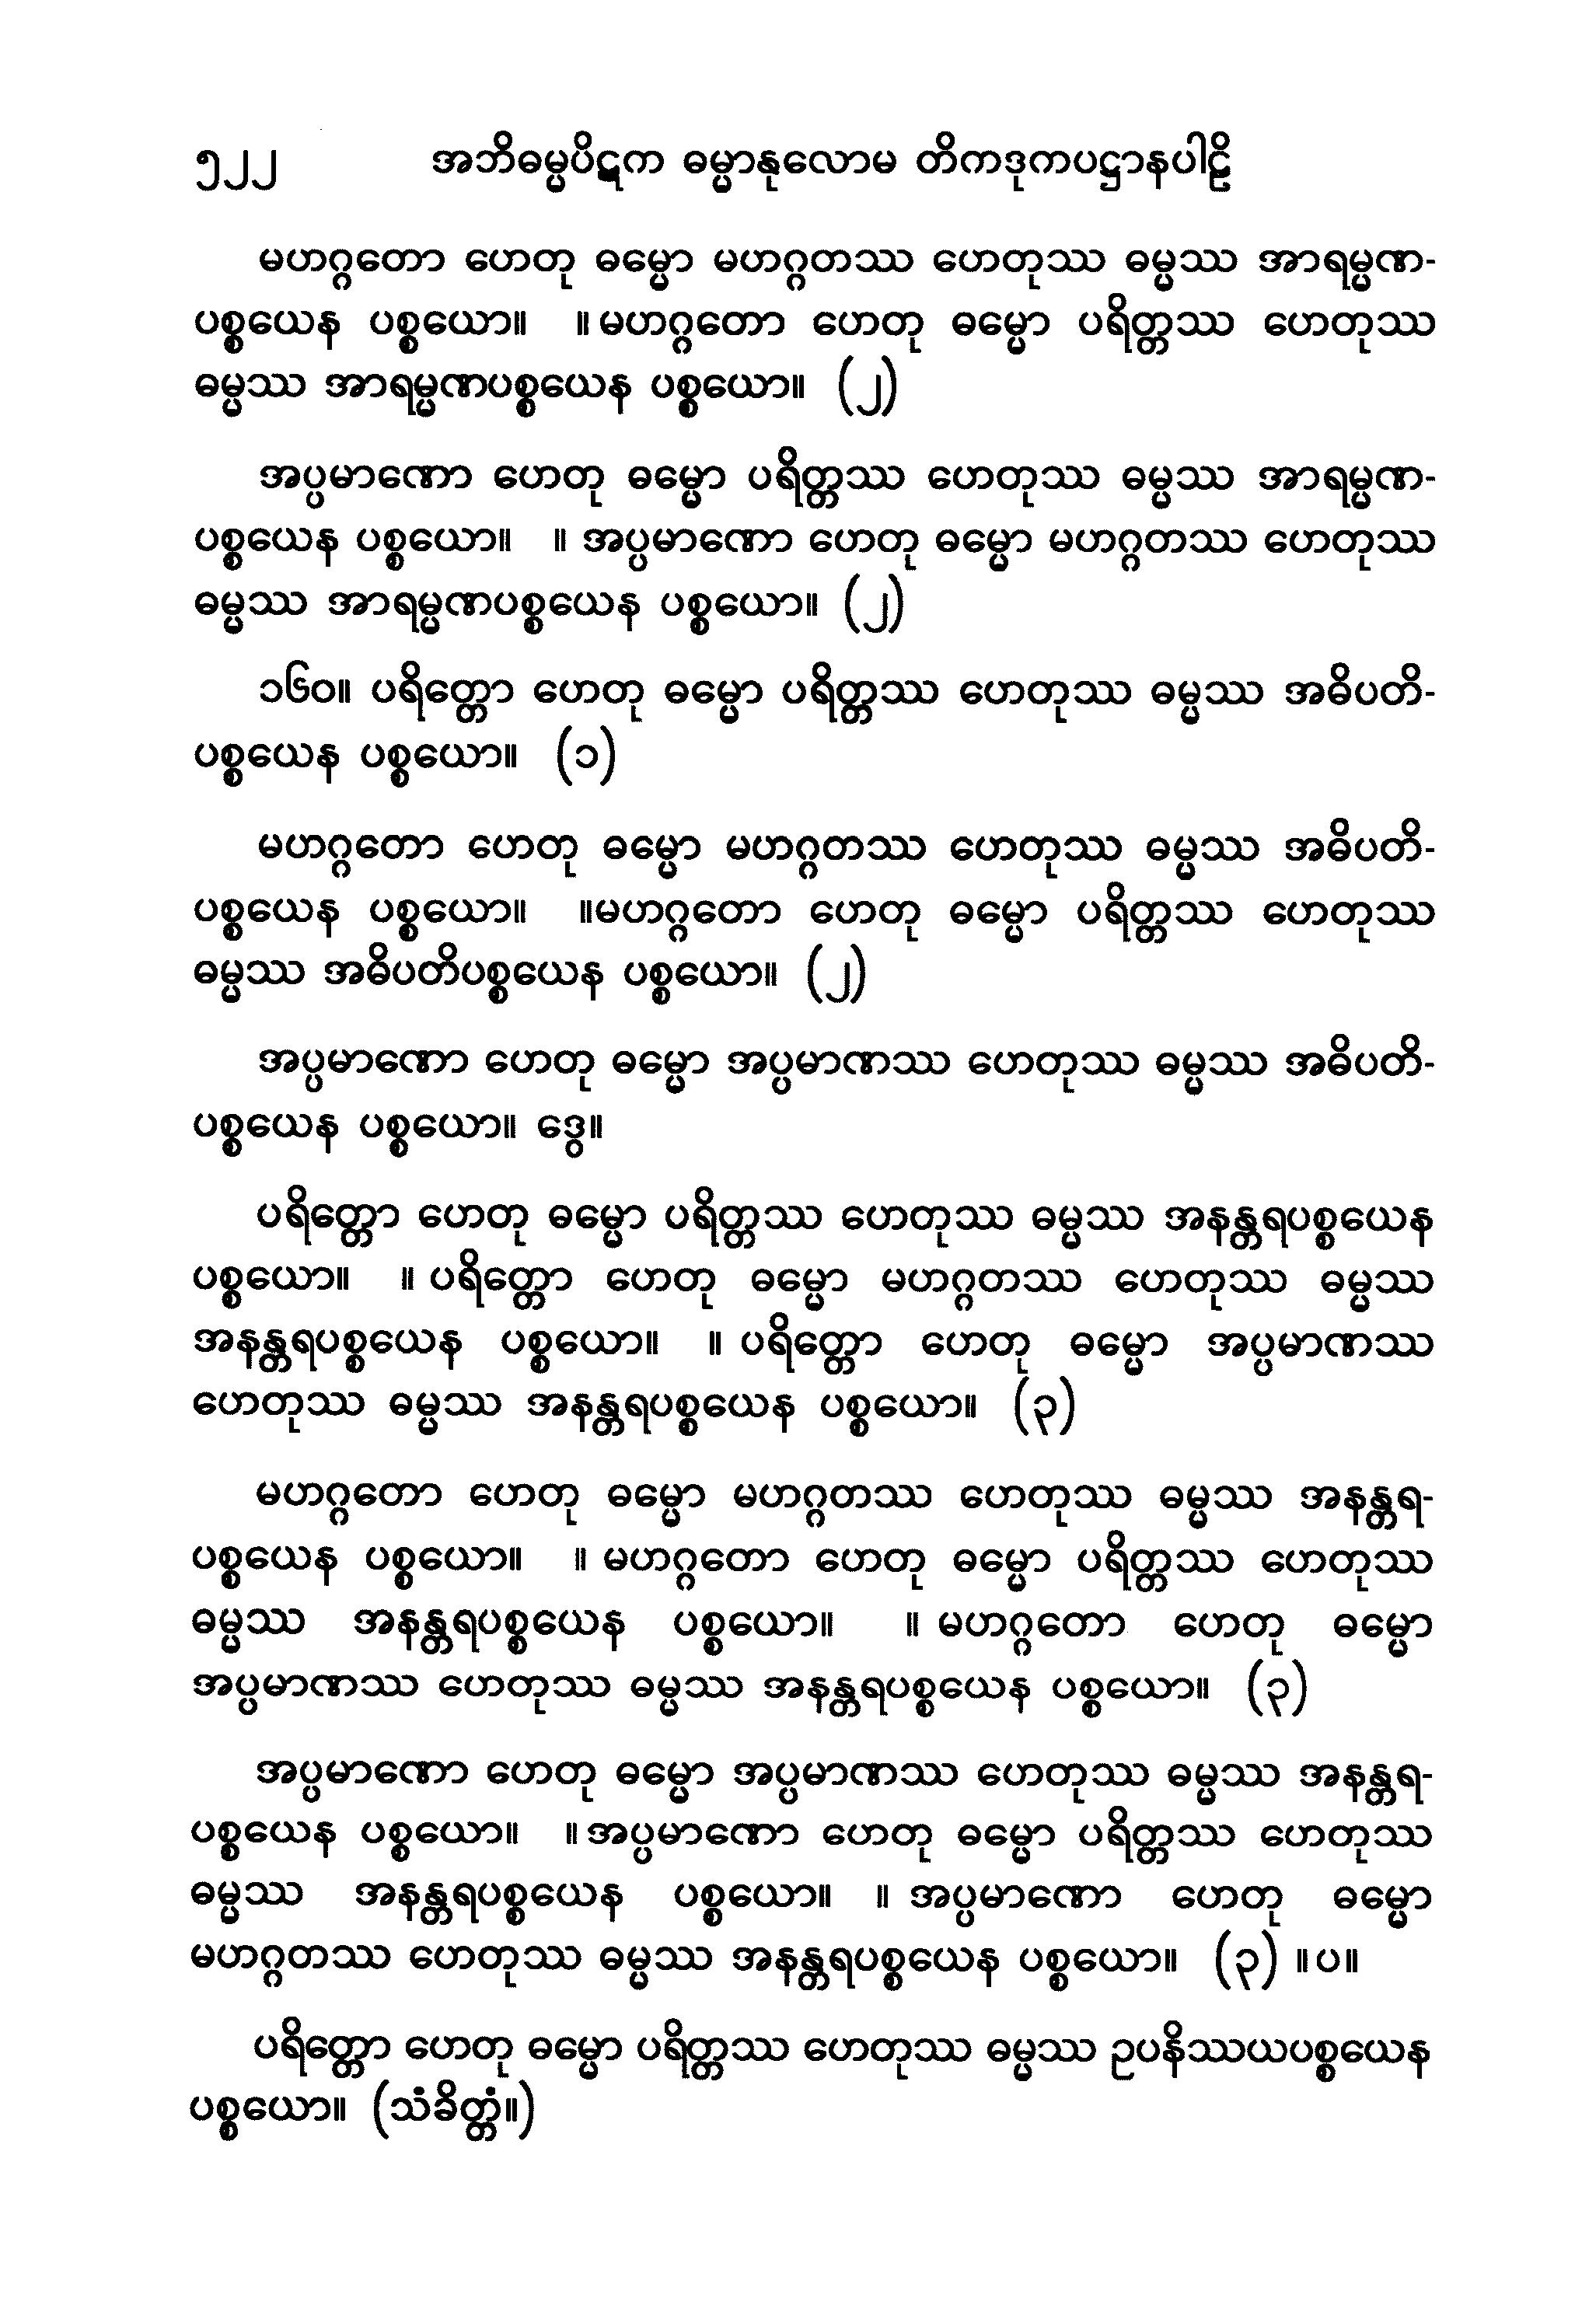 ၅၂၂ အဘိဓမ္မပိဋက ဓမ္မာနုလောမ တိကဒုကပဋ္ဌာနပါဠိ
မဟဂ္ဂတော ဟေတု ဓမ္မော မဟဂ္ဂတဿ ဟေတုဿ ဓမ္မဿ အာရမ္မဏ-
ပစ္စယေန ပစ္စယော။ ။ မဟဂ္ဂတော ဟေတု ဓမ္မော ပရိတ္တဿ ဟေတုဿ
ဓမ္မဿ အာရမ္မဏပစ္စယေန ပစ္စယော။ (၂)
အပ္ပမာဏော ဟေတု ဓမ္မော ပရိတ္တဿ ဟေတုဿ ဓမ္မဿ အာရမ္မဏ-
ပစ္စယေန ပစ္စယော။ ။ အပ္ပမာဏော ဟေတု ဓမ္မော မဟဂ္ဂတဿ ဟေတုဿ
ဓမ္မဿ အာရမ္မဏပစ္စယေန ပစ္စယော။ (၂)
၁၆၀။ ပရိတ္တော ဟေတု ဓမ္မော ပရိတ္တဿ ဟေတုဿ ဓမ္မဿ အဓိပတိ-
ပစ္စယေန ပစ္စယော။ (၁)
မဟဂ္ဂတော ဟေတု ဓမ္မော မဟဂ္ဂတဿ ဟေတုဿ ဓမ္မဿ အဓိပတိ-
ပစ္စယေန ပစ္စယော။ ။မဟဂ္ဂတော ဟေတု ဓမ္မော ပရိတ္တဿ ဟေတုဿ
ဓမ္မဿ အဓိပတိပစ္စယေန ပစ္စယော။ (၂)
အပ္ပမာဏော ဟေတု ဓမ္မော အပ္ပမာဏဿ ဟေတုဿ ဓမ္မဿ အဓိပတိ-
ပစ္စယေန ပစ္စယော။ ဒွေ။
ပရိတ္တော ဟေတု ဓမ္မော ပရိတ္တဿ ဟေတုဿ ဓမ္မဿ အနန္တရပစ္စယေန
ပစ္စယော။ ။ ပရိတ္တော ဟေတု ဓမ္မော မဟဂ္ဂတဿ ဟေတုဿ ဓမ္မဿ
အနန္တရပစ္စယေန ပစ္စယော။ ။ ပရိတ္တော ဟေတု ဓမ္မော အပ္ပမာဏဿ
ဟေတုဿ ဓမ္မဿ အနန္တရပစ္စယေန ပစ္စယော။ (၃)
မဟဂ္ဂတော ဟေတု ဓမ္မော မဟဂ္ဂတဿ ဟေတုဿ ဓမ္မဿ အနန္တရ-
ပစ္စယေန ပစ္စယော။ ။ မဟဂ္ဂတော ဟေတု ဓမ္မော ပရိတ္တဿ ဟေတုဿ
ဓမ္မဿ အနန္တရပစ္စယေန ပစ္စယော။ ။ မဟဂ္ဂတော ဟေတု ဓမ္မော
အပ္ပမာဏဿ ဟေတုဿ ဓမ္မဿ အနန္တရပစ္စယေန ပစ္စယော။ (၃)
အပ္ပမာဏော ဟေတု ဓမ္မော အပ္ပမာဏဿ ဟေတုဿ ဓမ္မဿ အနန္တရ-
ပစ္စယေန ပစ္စယော။ ။ အပ္ပမာဏော ဟေတု ဓမ္မော ပရိတ္တဿ ဟေတုဿ
ဓမ္မဿ အနန္တရပစ္စယေန ပစ္စယော။ ။ အပ္ပမာဏော ဟေတု ဓမ္မော
မဟဂ္ဂတဿ ဟေတုဿ ဓမ္မဿ အနန္တရပစ္စယေန ပစ္စယော။ (၃) ။ ပ။
ပရိတ္တော ဟေတု ဓမ္မော ပရိတ္တဿ ဟေတုဿ ဓမ္မဿ ဥပနိဿယပစ္စယေန
ပစ္စယော။ (သံခိတ္တံ။)